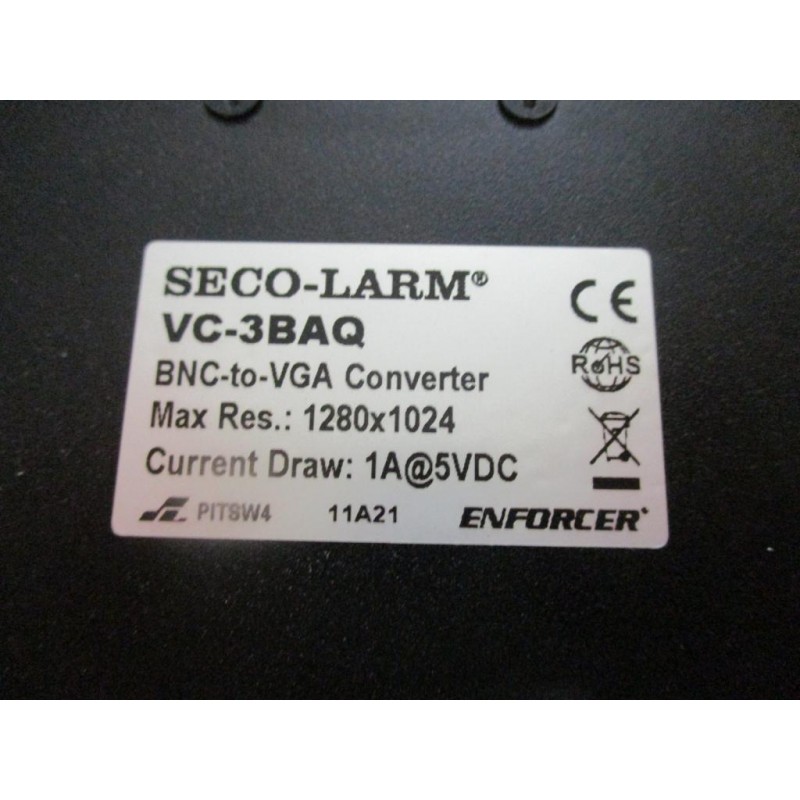 SECO-LARM®
VC-3BAQ
BNC-to-VGA Converter
Max Res.: 1280x1024
Current Draw: 1A@5VDC
PITSW4 11A21 ENFORCER
CE
RoHS